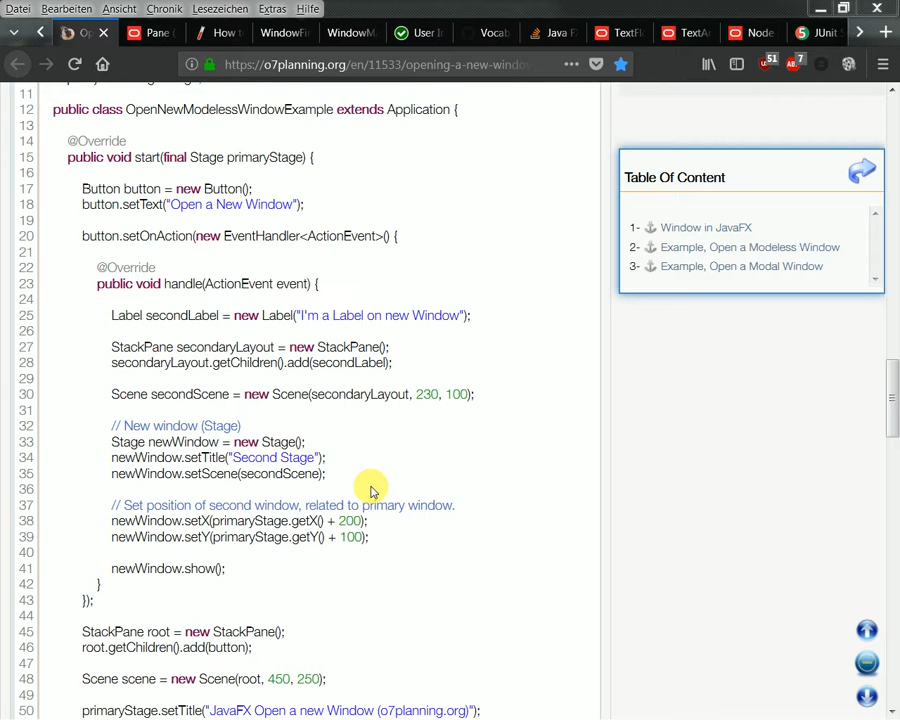 Datei Bearbeiten Ansicht Chronik Lesezeichen Extras Hilfe
Op Pane ( How to WindowFi WindowMa User In Vocab Java F TextFl TextAr Node JUnit
https://o7planning.org/en/11533/opening-a-new-windo 51 7
11
12 public class OpenNewModelessWindowExample extends Application {
13
14 @Override
15 public void start(final Stage primaryStage) {
16
17 Button button = new Button();
18 button.setText("Open a New Window");
19
20 button.setOnAction(new EventHandler<ActionEvent>() {
21
22 @Override
23 public void handle(ActionEvent event) {
24
25 Label secondLabel = new Label("I'm a Label on new Window");
26
27 StackPane secondaryLayout = new StackPane();
28 secondaryLayout.getChildren().add(secondLabel);
29
30 Scene secondScene = new Scene(secondaryLayout, 230, 100);
31
32 // New window (Stage)
33 Stage newWindow = new Stage();
34 newWindow.setTitle("Second Stage");
35 newWindow.setScene(secondScene);
36
37 // Set position of second window, related to primary window.
38 newWindow.setX(primaryStage.getX() + 200);
39 newWindow.setY(primaryStage.getY() + 100);
40
41 newWindow.show();
42 }
43 });
44
45 StackPane root = new StackPane();
46 root.getChildren().add(button);
47
48 Scene scene = new Scene(root, 450, 250);
49
50 primaryStage.setTitle("JavaFX Open a new Window (o7planning.org)");
Table Of Content
1- Window in JavaFX
2- Example, Open a Modeless Window
3- Example, Open a Modal Window